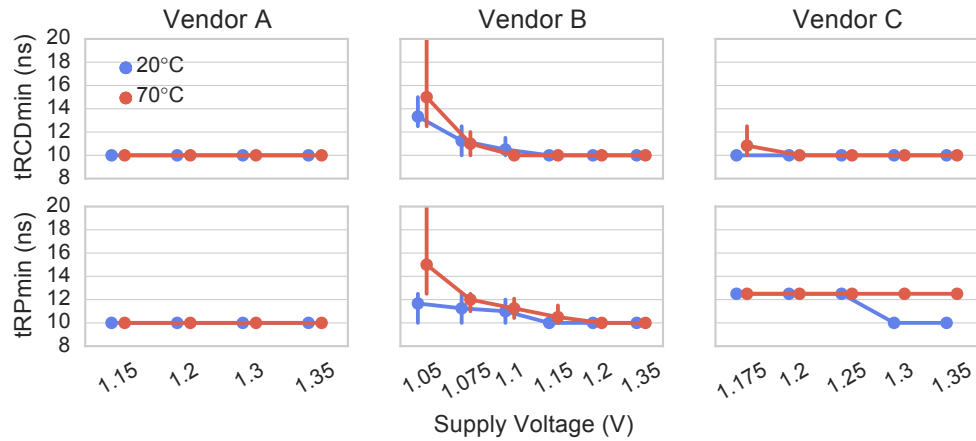 Vendor A Vendor B Vendor C
tRCDmin (ns)
20
18
16
14
12
10
8
20°C
70°C
tRPmin (ns)
20
18
16
14
12
10
8
1.15 1.2 1.3 1.35
1.05 1.075 1.1 1.15 1.2 1.35
1.175 1.2 1.25 1.3 1.35
Supply Voltage (V)